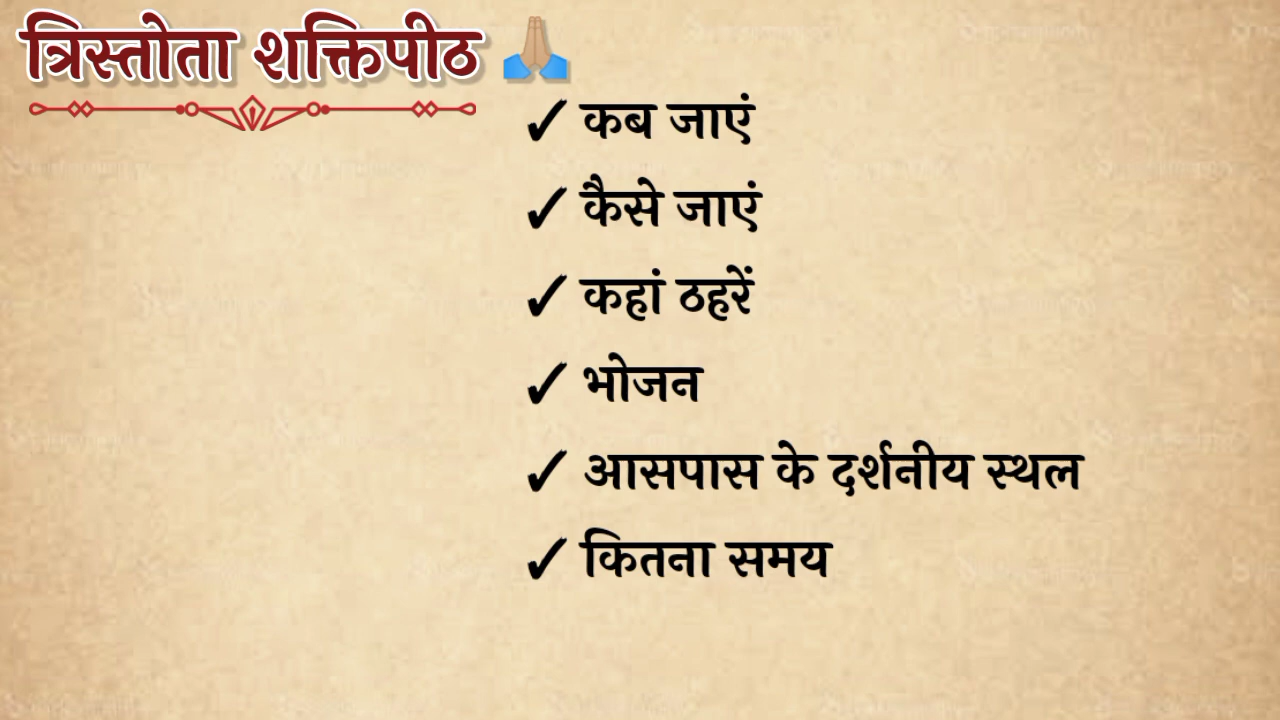 त्रिस्तोता शक्तिपीठ 🙏🏼
✓ कब जाएं
✓ कैसे जाएं
✓ कहां ठहरें
✓ भोजन
✓ आसपास के दर्शनीय स्थल
✓ कितना समय